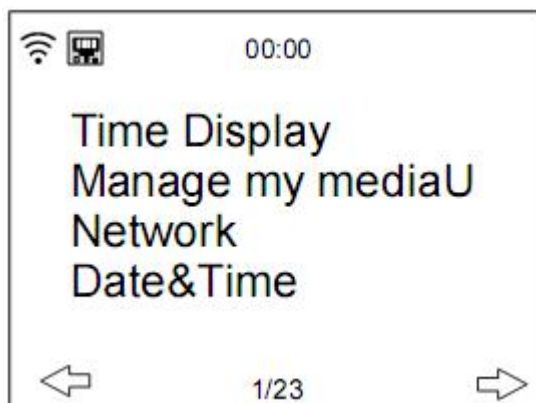 00:00
Time Display
Manage my mediaU
Network
Date&Time
1/23